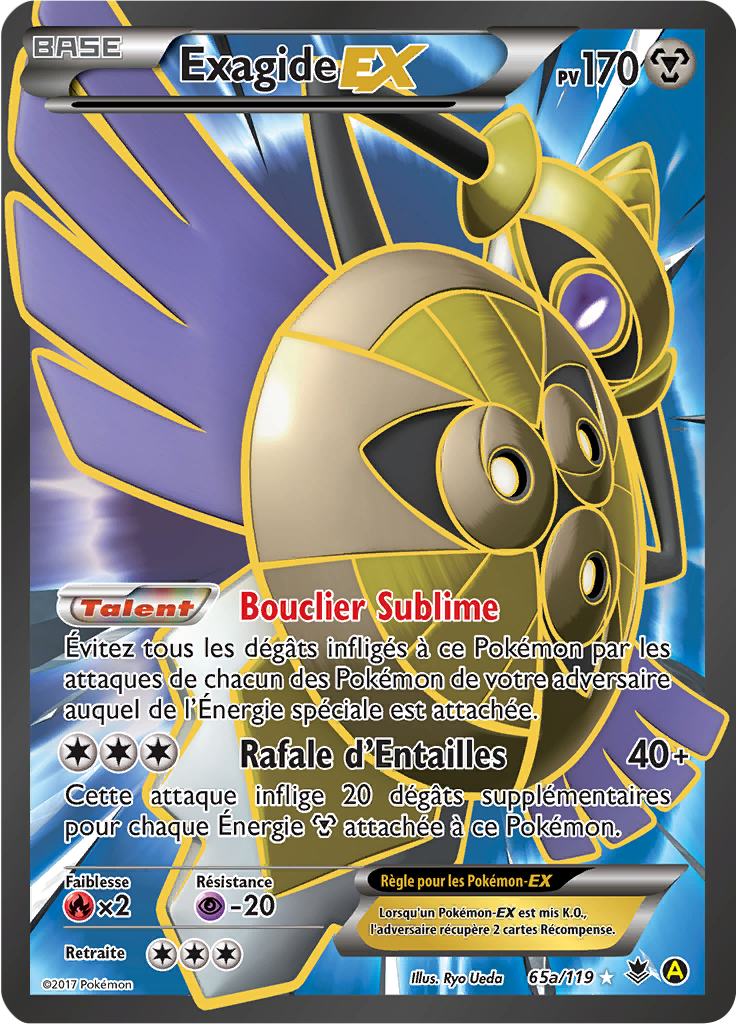 BASE
Exagide EX
PV 170
Talent Bouclier Sublime
Évitez tous les dégâts infligés à ce Pokémon par les
attaques de chacun des Pokémon de votre adversaire
auquel de l'Énergie spéciale est attachée.
Rafale d'Entailles 40+
Cette attaque inflige 20 dégâts supplémentaires
pour chaque Énergie attachée à ce Pokémon.
Faiblesse
×2
Résistance
-20
Retraite
Règle pour les Pokémon-EX
Lorsqu'un Pokémon-EX est mis K.O.,
l'adversaire récupère 2 cartes Récompense.
©2017 Pokémon
Illus. Ryo Ueda
65a/119
A